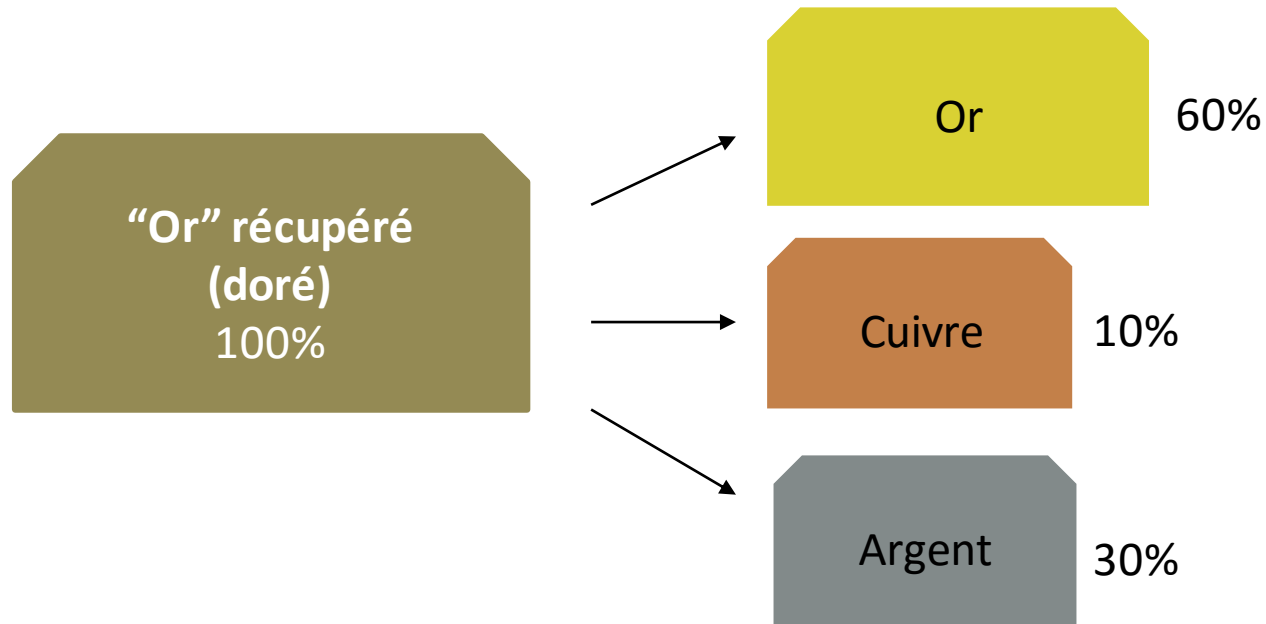 “Or” récupéré
(doré)
100%
Or
60%
Cuivre
10%
Argent
30%